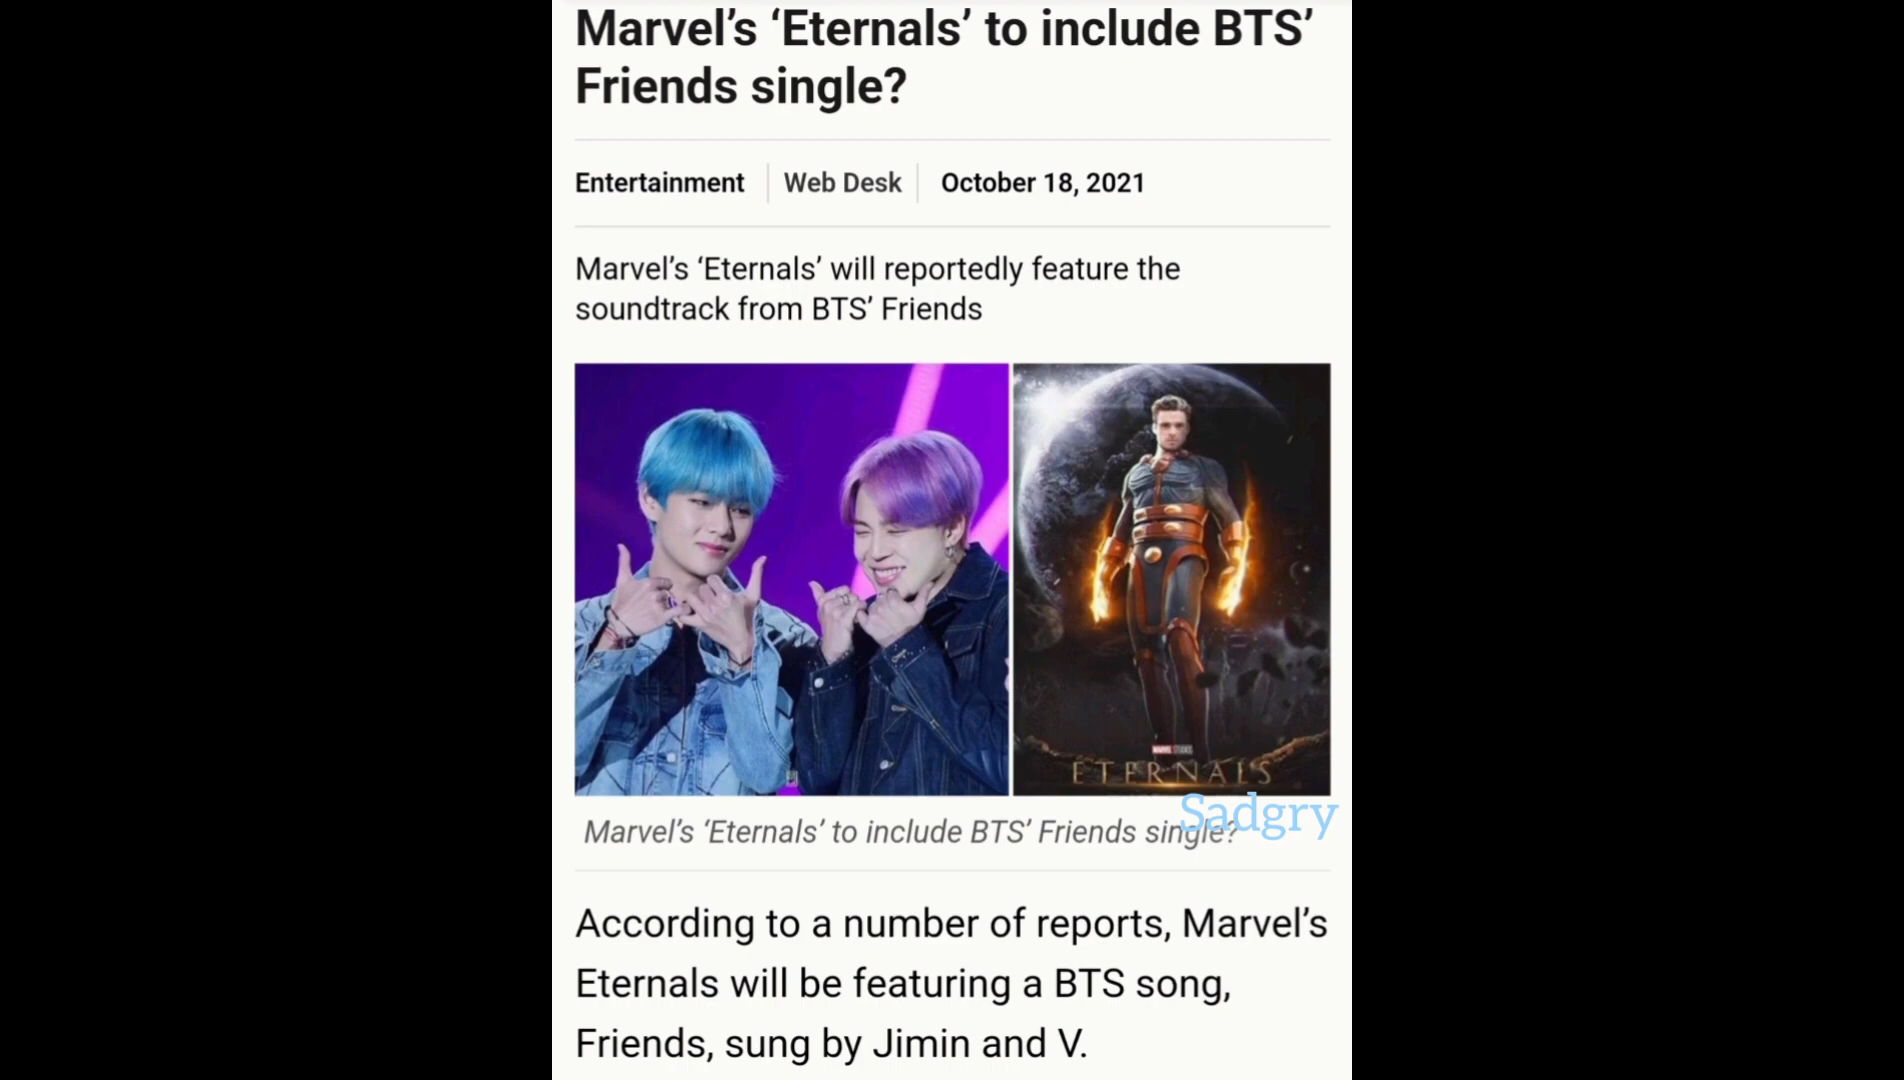 Marvel’s ‘Eternals’ to include BTS’
Friends single?
Entertainment
Web Desk
October 18, 2021
Marvel’s ‘Eternals’ will reportedly feature the
soundtrack from BTS’ Friends
MARVEL STUDIOS
ETERNALS
Sadgry
Marvel’s ‘Eternals’ to include BTS’ Friends single?
According to a number of reports, Marvel’s
Eternals will be featuring a BTS song,
Friends, sung by Jimin and V.